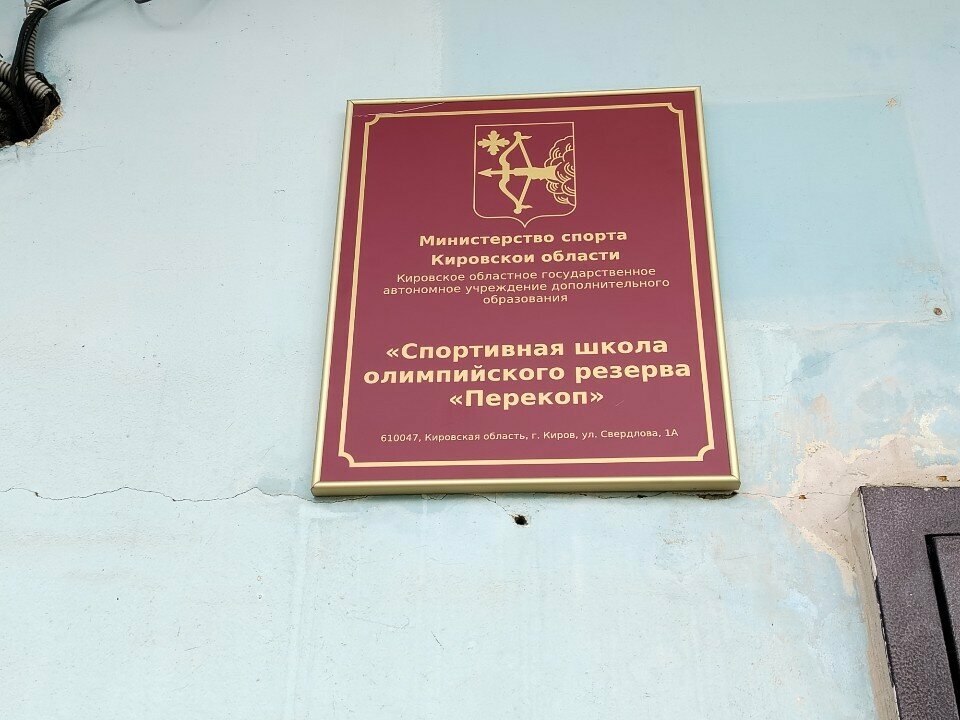 Министерство спорта
Кировскои области
Кировское областное государственное
автономное учреждение дополнительного
образования
«Спортивная школа
олимпийского резерва
«Перекоп»
610047, Кировская область, г. Киров, ул. Свердлова, 1А